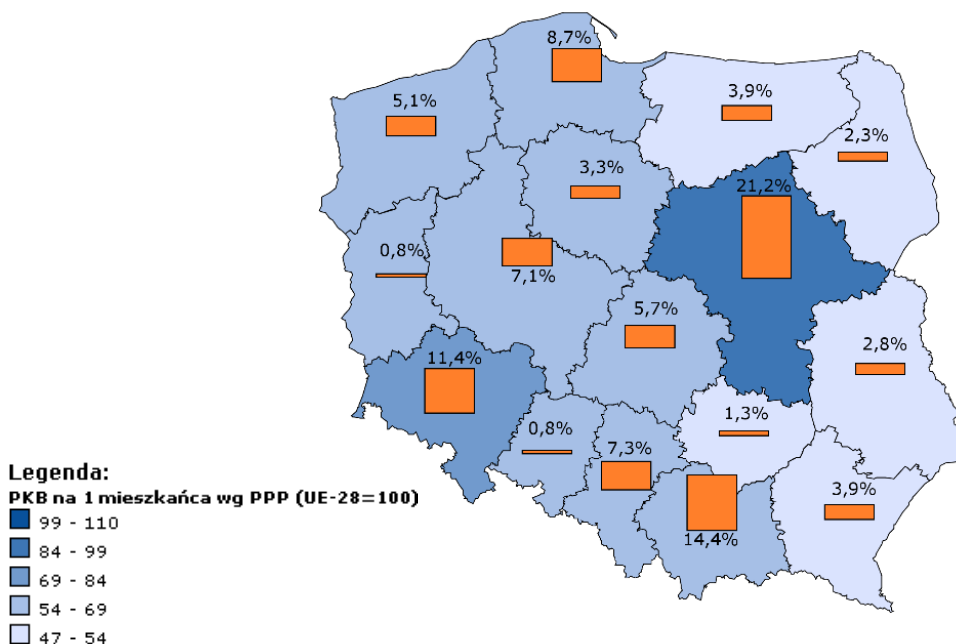 8,7%
5,1%
3,9%
2,3%
3,3%
21,2%
0,8%
7,1%
5,7%
2,8%
11,4%
1,3%
0,8%
7,3%
3,9%
14,4%
Legenda:
PKB na 1 mieszkańca wg PPP (UE-28=100)
99 - 110
84 - 99
69 - 84
54 - 69
47 - 54